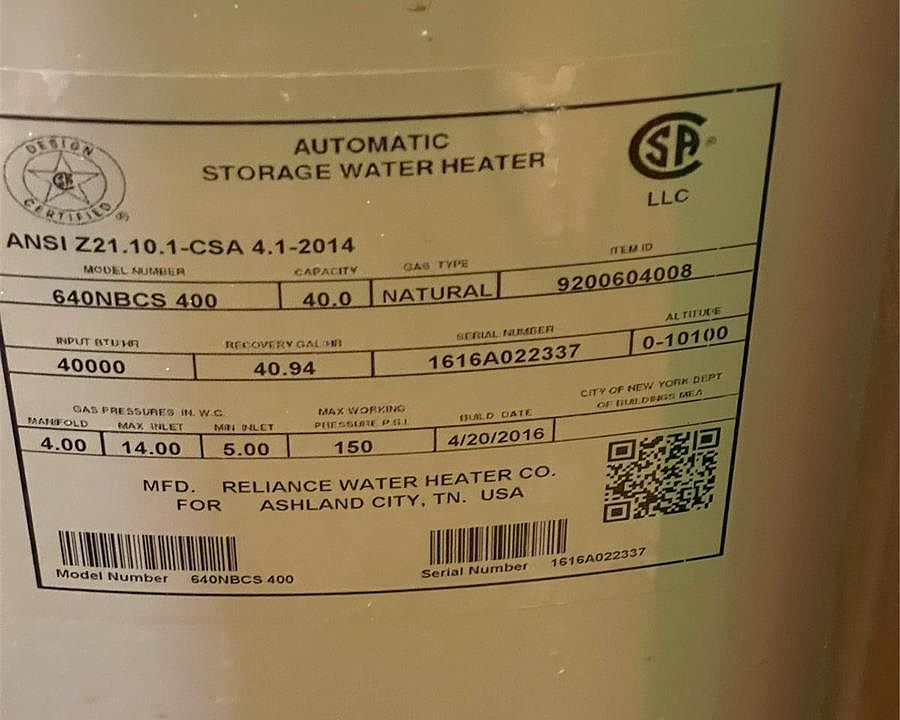 DESIGN
CERTIFIED
AUTOMATIC
STORAGE WATER HEATER
SA
LLC
ANSI Z21.10.1-CSA 4.1-2014
MODEL NUMBER CAPACITY GAS TYPE ITEM ID
640NBCS 400 40.0 NATURAL 9200604008
INPUT BTU/HR RECOVERY GAL/HR SERIAL NUMBER ALTITUDE
40000 40.94 1616A022337 0-10100
GAS PRESSURES IN. W.C. MAX WORKING PRESSURE P.S.I. BUILD DATE CITY OF NEW YORK DEPT OF BUILDINGS MEA
MANIFOLD MAX INLET MIN INLET
4.00 14.00 5.00 150 4/20/2016
MFD. RELIANCE WATER HEATER CO.
FOR ASHLAND CITY, TN. USA
Model Number 640NBCS 400 Serial Number 1616A022337